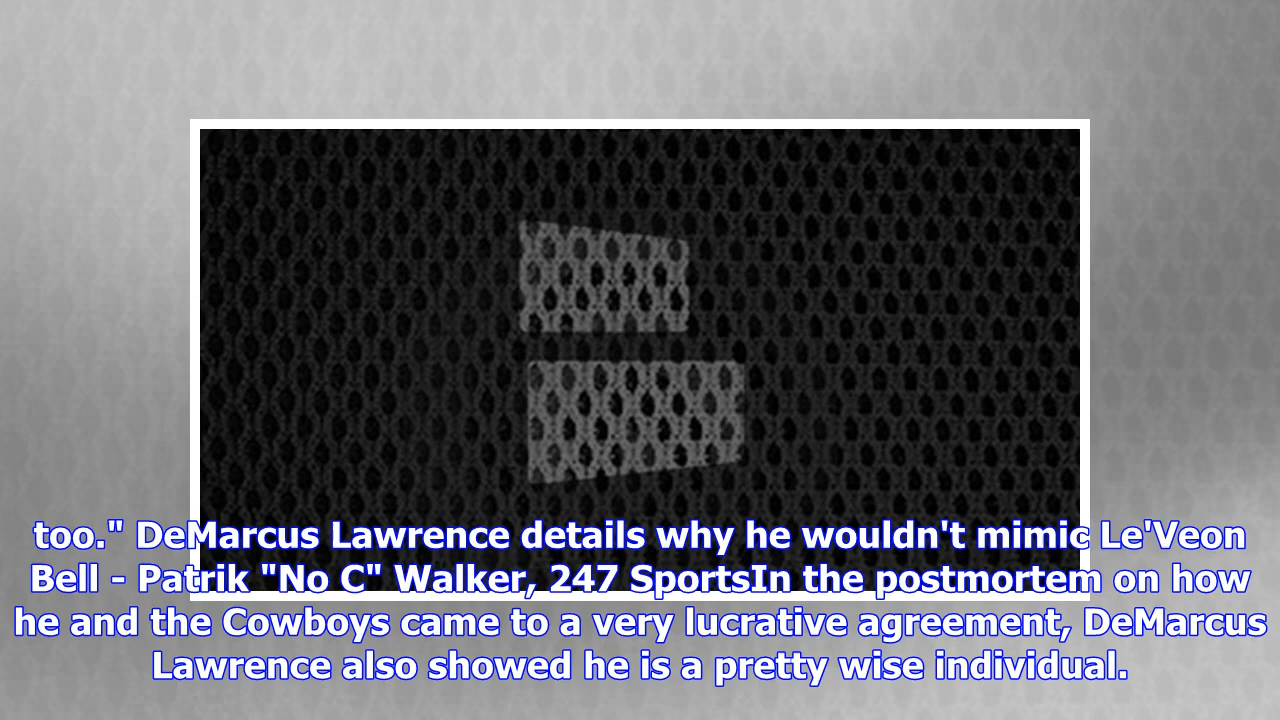 too." DeMarcus Lawrence details why he wouldn't mimic Le'Veon
Bell - Patrik "No C" Walker, 247 SportsIn the postmortem on how
he and the Cowboys came to a very lucrative agreement, DeMarcus
Lawrence also showed he is a pretty wise individual.